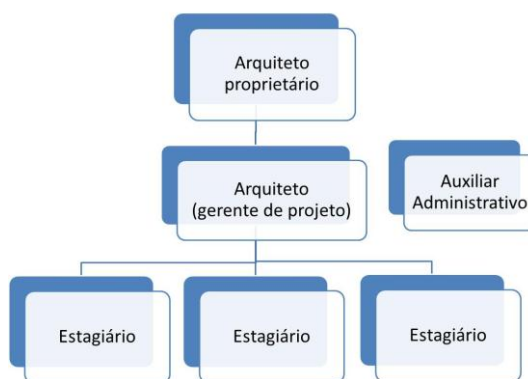 Arquiteto
proprietário
Arquiteto
(gerente de projeto)
Auxiliar
Administrativo
Estagiário
Estagiário
Estagiário